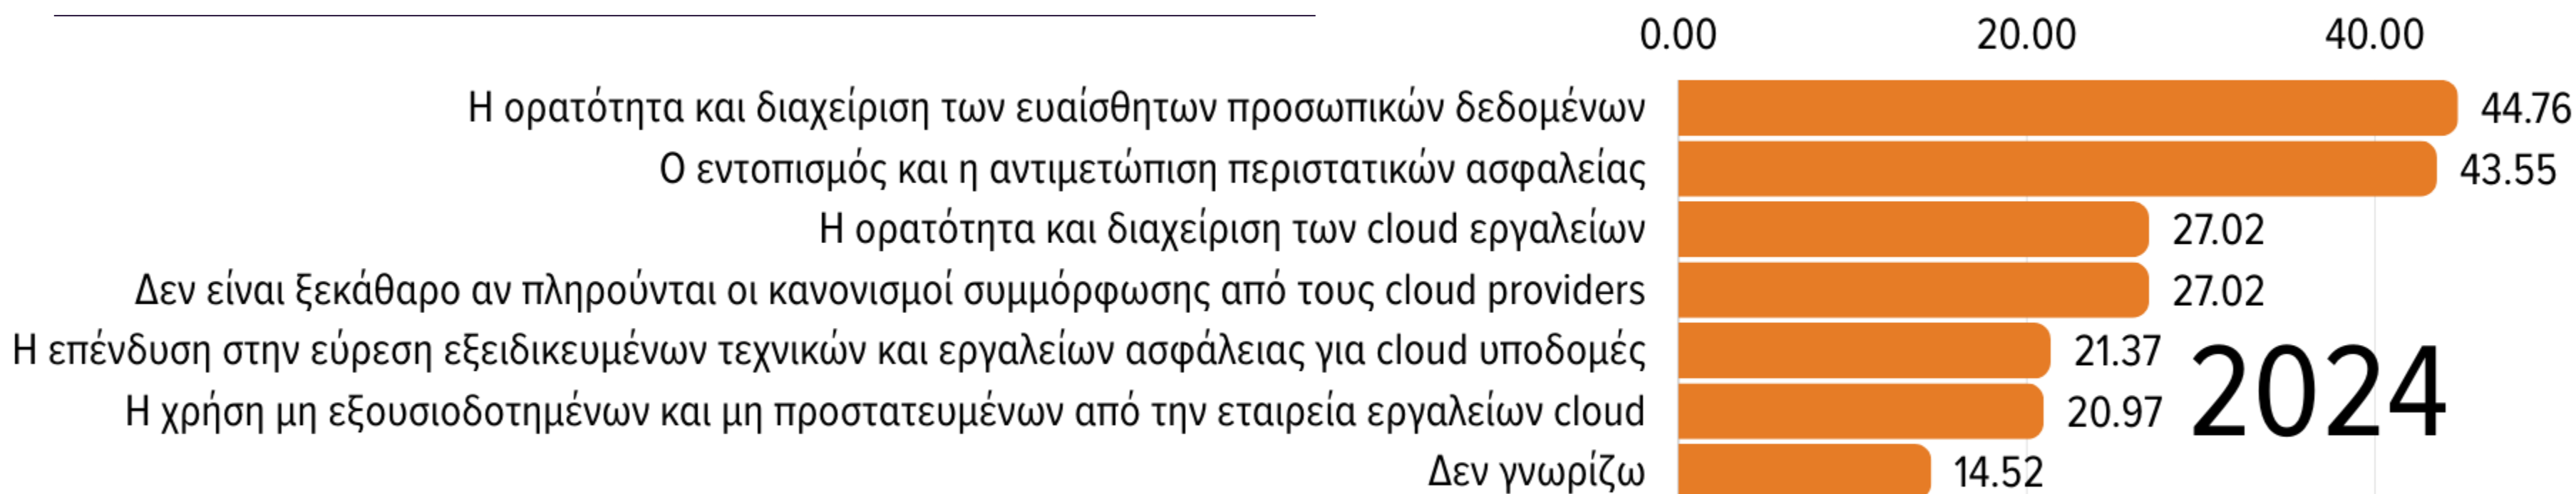 0.00 20.00 40.00
Η ορατότητα και διαχείριση των ευαίσθητων προσωπικών δεδομένων 44.76
Ο εντοπισμός και η αντιμετώπιση περιστατικών ασφαλείας 43.55
Η ορατότητα και διαχείριση των cloud εργαλείων 27.02
Δεν είναι ξεκάθαρο αν πληρούνται οι κανονισμοί συμμόρφωσης από τους cloud providers 27.02
Η επένδυση στην εύρεση εξειδικευμένων τεχνικών και εργαλείων ασφάλειας για cloud υποδομές 21.37
Η χρήση μη εξουσιοδοτημένων και μη προστατευμένων από την εταιρεία εργαλείων cloud 20.97
2024
Δεν γνωρίζω 14.52